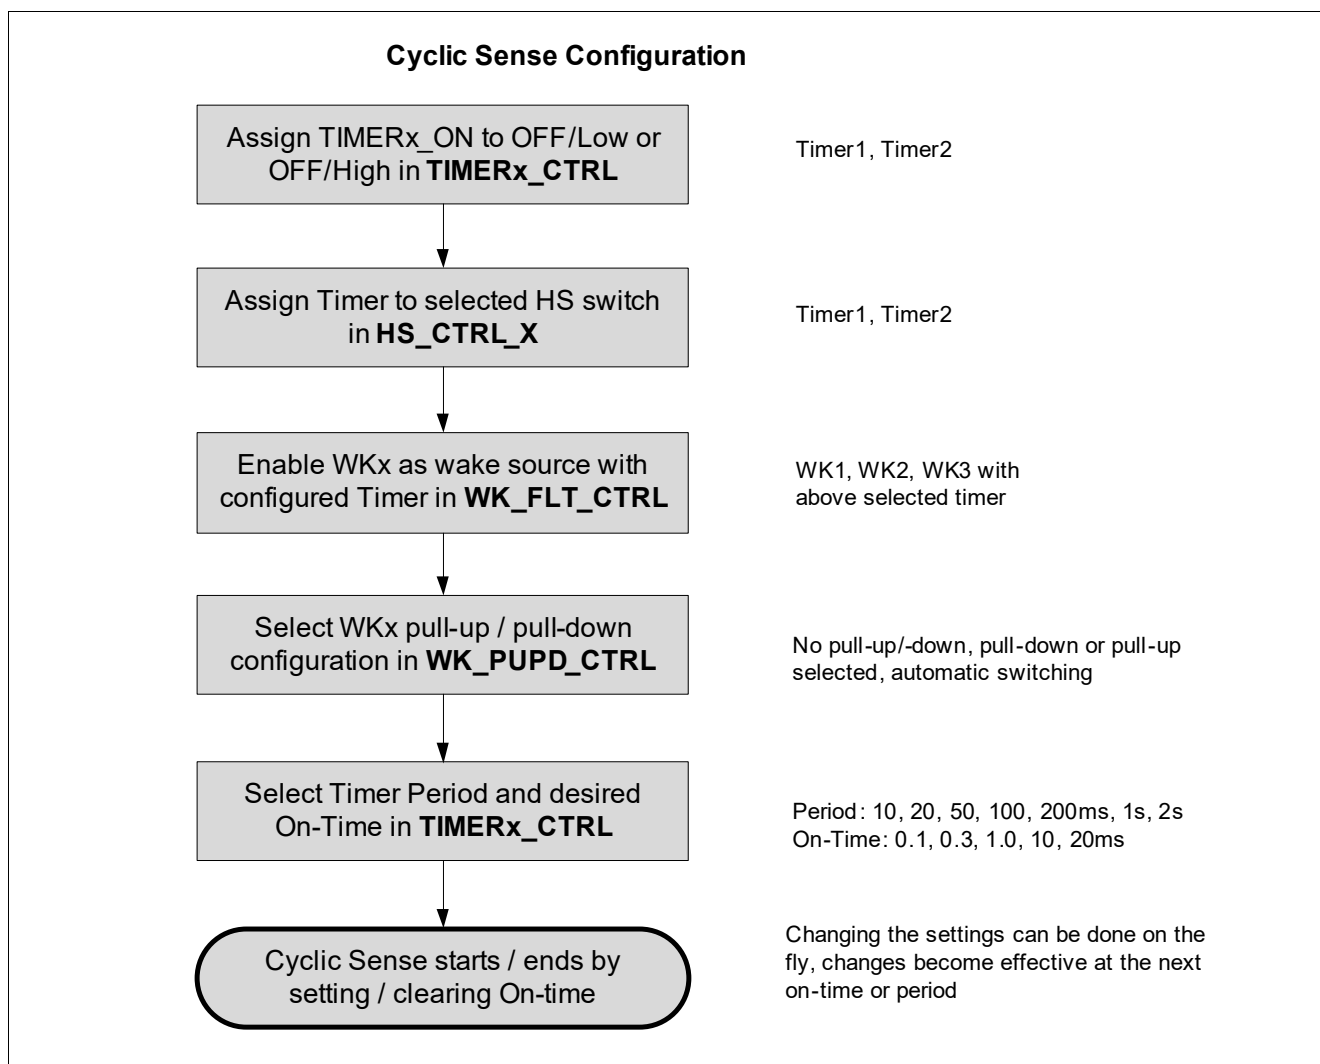 Cyclic Sense Configuration
Assign TIMERx_ON to OFF/Low or
OFF/High in TIMERx_CTRL
Timer1, Timer2
Assign Timer to selected HS switch
in HS_CTRL_X
Timer1, Timer2
Enable WKx as wake source with
configured Timer in WK_FLT_CTRL
WK1, WK2, WK3 with
above selected timer
Select WKx pull-up / pull-down
configuration in WK_PUPD_CTRL
No pull-up/-down, pull-down or pull-up
selected, automatic switching
Select Timer Period and desired
On-Time in TIMERx_CTRL
Period: 10, 20, 50, 100, 200ms, 1s, 2s
On-Time: 0.1, 0.3, 1.0, 10, 20ms
Cyclic Sense starts / ends by
setting / clearing On-time
Changing the settings can be done on the
fly, changes become effective at the next
on-time or period